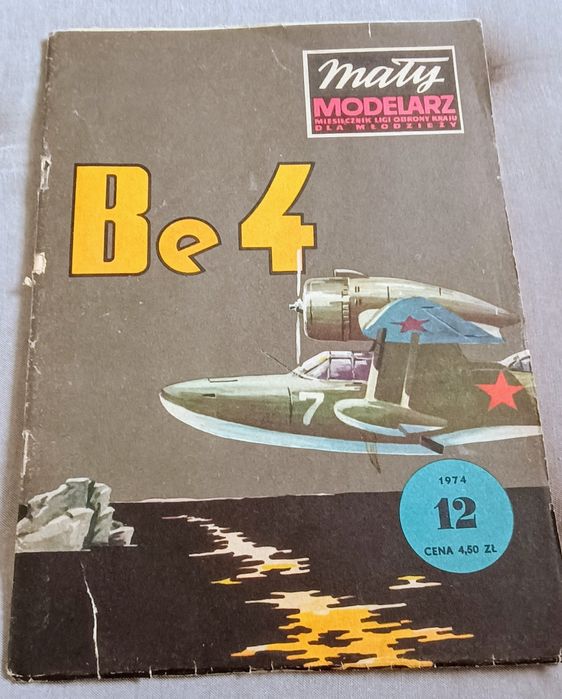 mały
MODELARZ
MIESIĘCZNIK LIGI OBRONY KRAJU
DLA MŁODZIEŻY
Be 4
7
1974
12
CENA 4,50 ZŁ